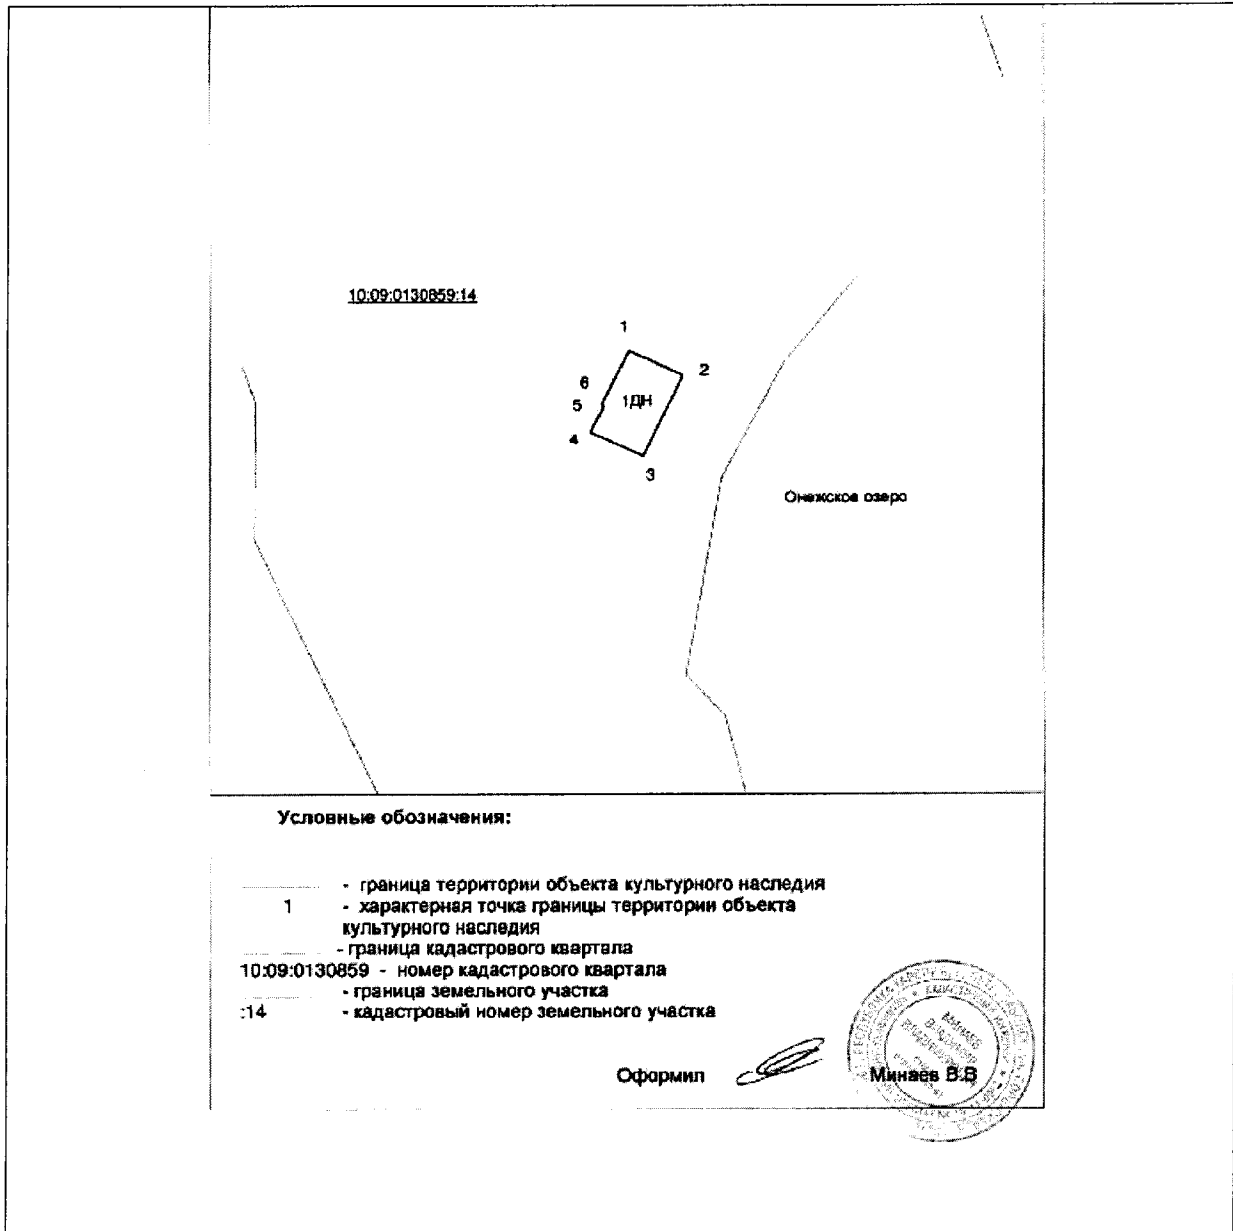 10:09:0130859:14
1
2
6
5
1ДН
4
3
Онежское озеро
Условные обозначения:
- граница территории объекта культурного наследия
1 - характерная точка границы территории объекта
культурного наследия
- граница кадастрового квартала
10:09:0130859 - номер кадастрового квартала
- граница земельного участка
:14 - кадастровый номер земельного участка
Оформил Минаев В.В